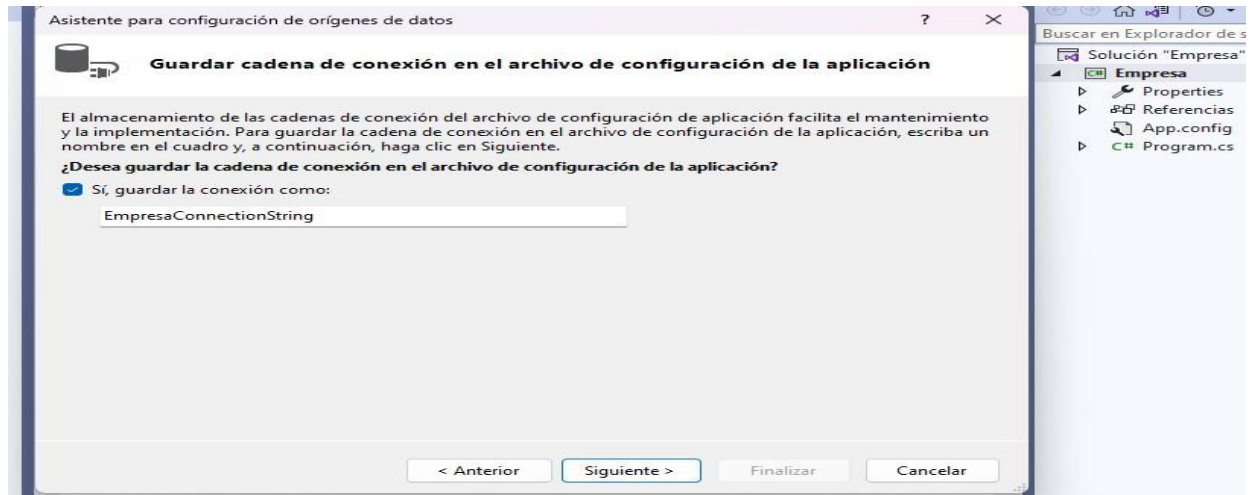 Asistente para configuración de orígenes de datos
?
Guardar cadena de conexión en el archivo de configuración de la aplicación
El almacenamiento de las cadenas de conexión del archivo de configuración de aplicación facilita el mantenimiento
y la implementación. Para guardar la cadena de conexión en el archivo de configuración de la aplicación, escriba un
nombre en el cuadro y, a continuación, haga clic en Siguiente.
¿Desea guardar la cadena de conexión en el archivo de configuración de la aplicación?
Sí, guardar la conexión como:
EmpresaConnectionString
< Anterior
Siguiente >
Finalizar
Cancelar
Buscar en Explorador de s
Solución "Empresa"
C# Empresa
Properties
Referencias
App.config
C# Program.cs